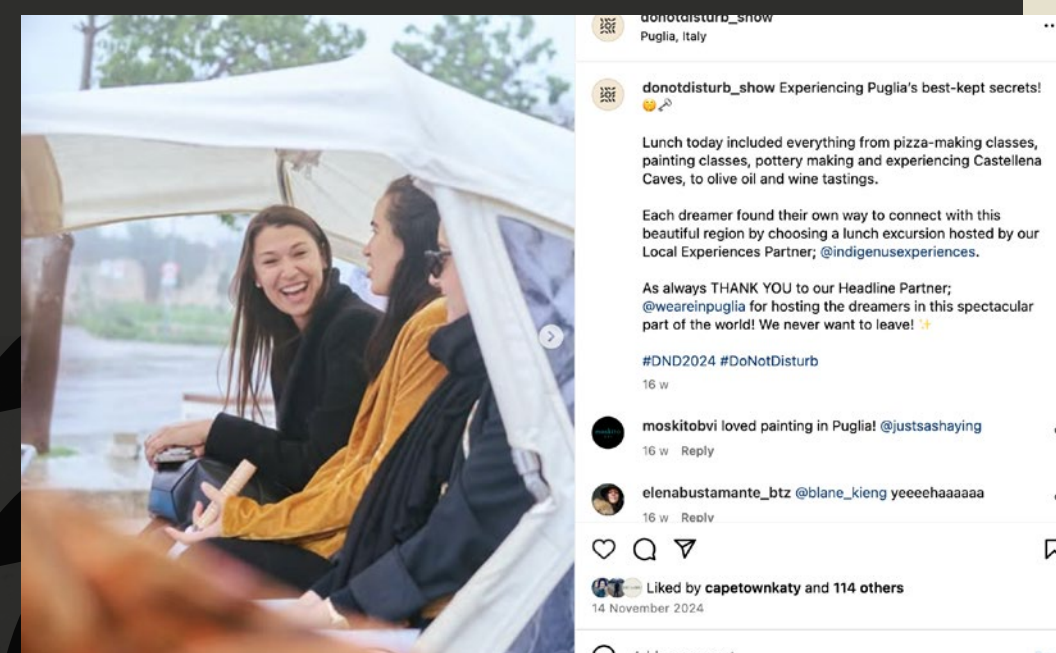 donotdisturb_show
Puglia, Italy
donotdisturb_show Experiencing Puglia's best-kept secrets!
🤫🗝️
Lunch today included everything from pizza-making classes,
painting classes, pottery making and experiencing Castellena
Caves, to olive oil and wine tastings.
Each dreamer found their own way to connect with this
beautiful region by choosing a lunch excursion hosted by our
Local Experiences Partner; @indigenusexperiences.
As always THANK YOU to our Headline Partner;
@weareinpuglia for hosting the dreamers in this spectacular
part of the world! We never want to leave! ✨
#DND2024 #DoNotDisturb
16 w
moskitobvi loved painting in Puglia! @justsashaying
16 w Reply
elenabustamante_btz @blane_kieng yeeeehaaaaaa
16 w Reply
Liked by capetownkaty and 114 others
14 November 2024